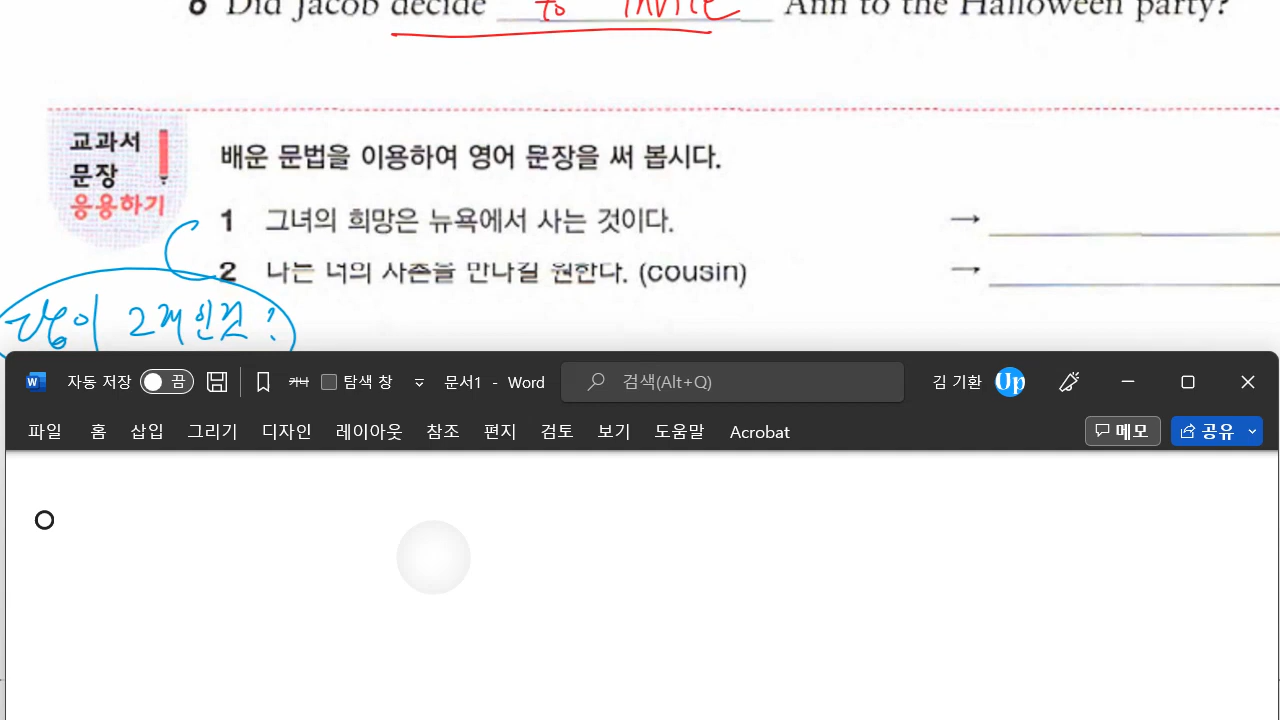 6 Did Jacob decide to invite Ann to the Halloween party?
교과서
문장
응용하기
배운 문법을 이용하여 영어 문장을 써 봅시다.
1 그녀의 희망은 뉴욕에서 사는 것이다. →
2 나는 너의 사촌을 만나길 원한다. (cousin) →
답이 2개인것?
자동 저장 끔 가나 탐색 창 문서1 - Word 검색(Alt+Q) 김 기환 Up
파일 홈 삽입 그리기 디자인 레이아웃 참조 편지 검토 보기 도움말 Acrobat 메모 공유